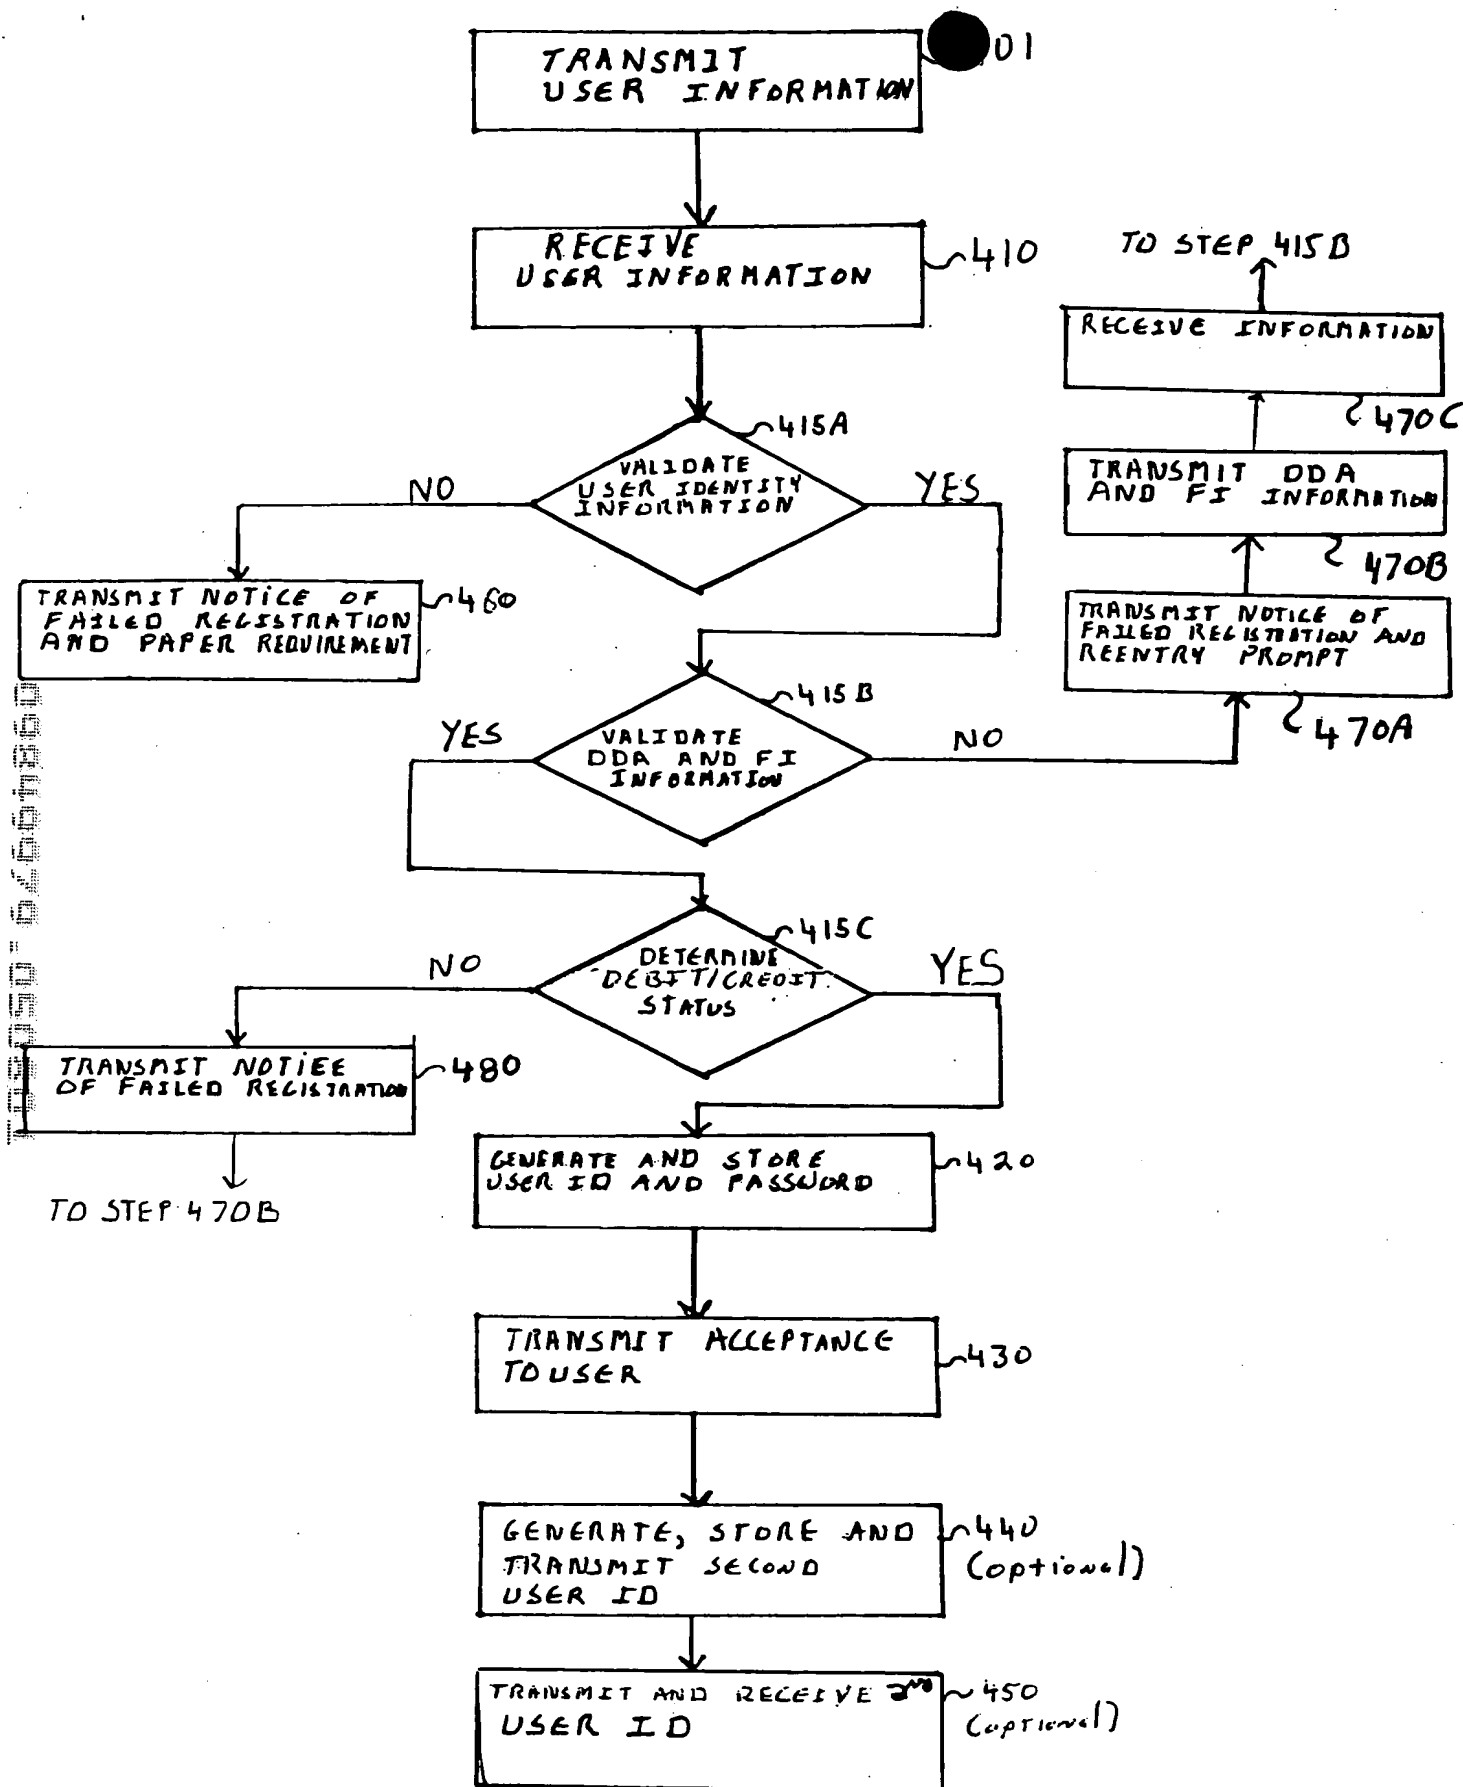 TRANSMIT
USER INFORMATION
01
RECEIVE
USER INFORMATION
410
TO STEP 415B
RECEIVE INFORMATION
470C
415A
VALIDATE
USER IDENTITY
INFORMATION
NO
YES
TRANSMIT DDA
AND FI INFORMATION
470B
TRANSMIT NOTICE OF
FAILED REGISTRATION
AND PAPER REQUIREMENT
460
TRANSMIT NOTICE OF
FAILED REGISTRATION AND
REENTRY PROMPT
470A
415B
VALIDATE
DDA AND FI
INFORMATION
YES
NO
415C
DETERMINE
DEBIT/CREDIT
STATUS
NO
YES
TRANSMIT NOTICE
OF FAILED REGISTRATION
480
TO STEP 470B
GENERATE AND STORE
USER ID AND PASSWORD
420
TRANSMIT ACCEPTANCE
TO USER
430
GENERATE, STORE AND
TRANSMIT SECOND
USER ID
440
(optional)
TRANSMIT AND RECEIVE 2nd
USER ID
450
(optional)